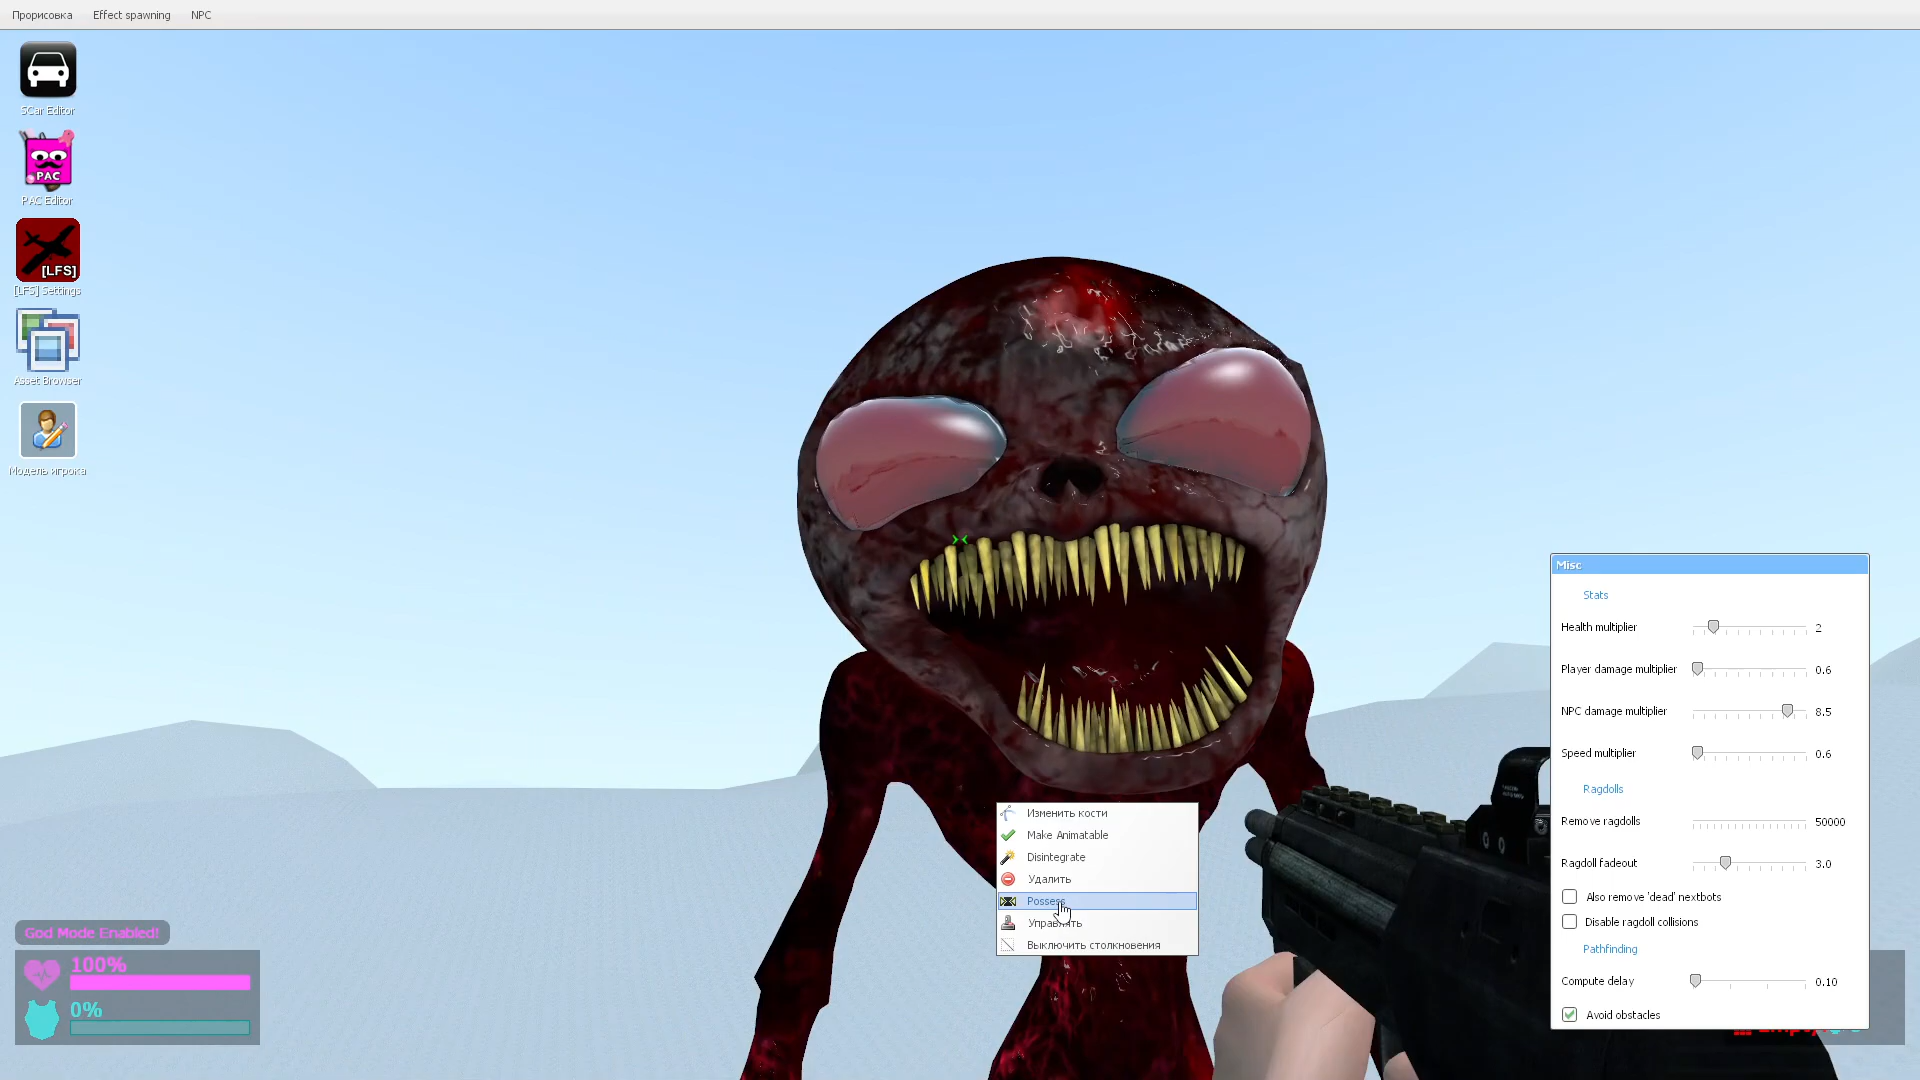 Прорисовка Effect spawning NPC
SCar Editor
PAC
PAC Editor
[LFS]
[LFS] Settings
Asset Browser
Модель игрока
Изменить кости
Make Animatable
Disintegrate
Удалить
Possess
Управлять
Выключить столкновения
God Mode Enabled!
100%
0%
Misc
Stats
Health multiplier 2
Player damage multiplier 0.6
NPC damage multiplier 8.5
Speed multiplier 0.6
Ragdolls
Remove ragdolls 50000
Ragdoll fadeout 3.0
Also remove 'dead' nextbots
Disable ragdoll collisions
Pathfinding
Compute delay 0.10
Avoid obstacles